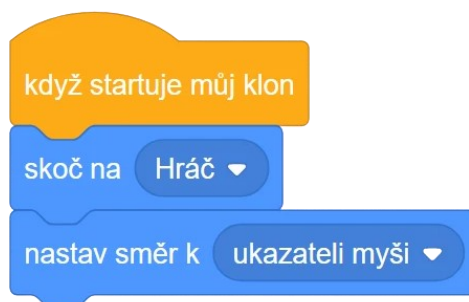 když startuje můj klon
skoč na Hráč
nastav směr k ukazateli myši